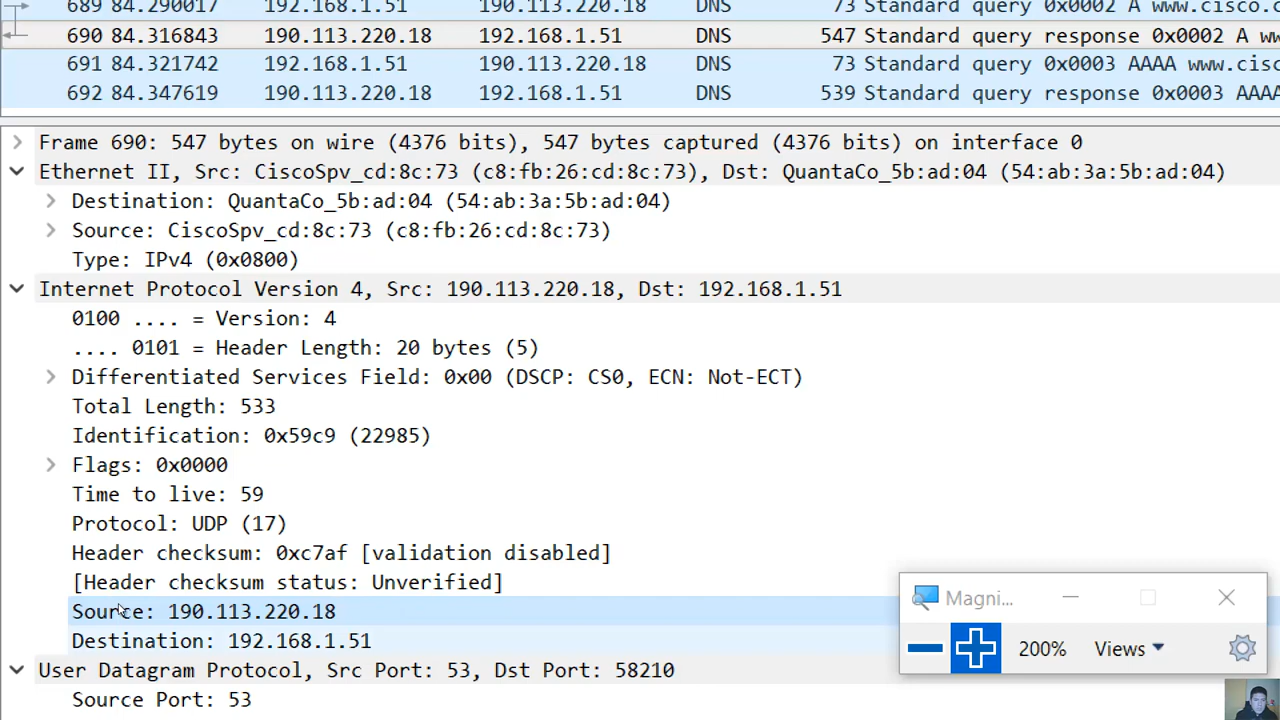 689 84.290017 192.168.1.51 190.113.220.18 DNS 73 Standard query 0x0002 A www.cisco.c
690 84.316843 190.113.220.18 192.168.1.51 DNS 547 Standard query response 0x0002 A ww
691 84.321742 192.168.1.51 190.113.220.18 DNS 73 Standard query 0x0003 AAAA www.cisc
692 84.347619 190.113.220.18 192.168.1.51 DNS 539 Standard query response 0x0003 AAAA
Frame 690: 547 bytes on wire (4376 bits), 547 bytes captured (4376 bits) on interface 0
Ethernet II, Src: CiscoSpv_cd:8c:73 (c8:fb:26:cd:8c:73), Dst: QuantaCo_5b:ad:04 (54:ab:3a:5b:ad:04)
Destination: QuantaCo_5b:ad:04 (54:ab:3a:5b:ad:04)
Source: CiscoSpv_cd:8c:73 (c8:fb:26:cd:8c:73)
Type: IPv4 (0x0800)
Internet Protocol Version 4, Src: 190.113.220.18, Dst: 192.168.1.51
0100 .... = Version: 4
.... 0101 = Header Length: 20 bytes (5)
Differentiated Services Field: 0x00 (DSCP: CS0, ECN: Not-ECT)
Total Length: 533
Identification: 0x59c9 (22985)
Flags: 0x0000
Time to live: 59
Protocol: UDP (17)
Header checksum: 0xc7af [validation disabled]
[Header checksum status: Unverified]
Source: 190.113.220.18
Destination: 192.168.1.51
User Datagram Protocol, Src Port: 53, Dst Port: 58210
Source Port: 53
Magni...
200% Views